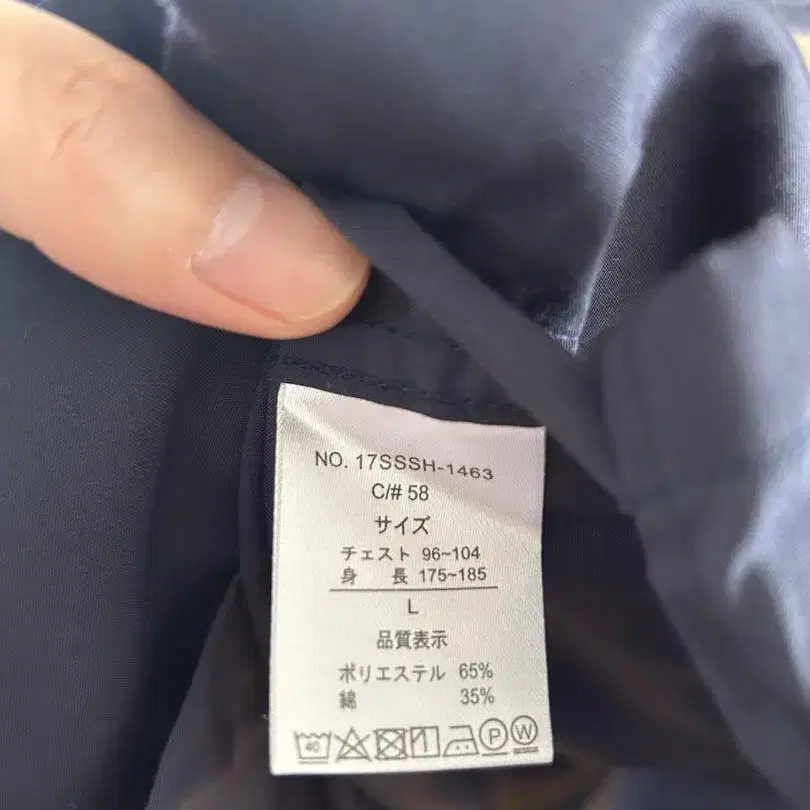 NO. 17SSSH-1463
C/# 58
サイズ
チェスト 96~104
身 長 175~185
L
品質表示
ポリエステル 65%
綿 35%
40 P W